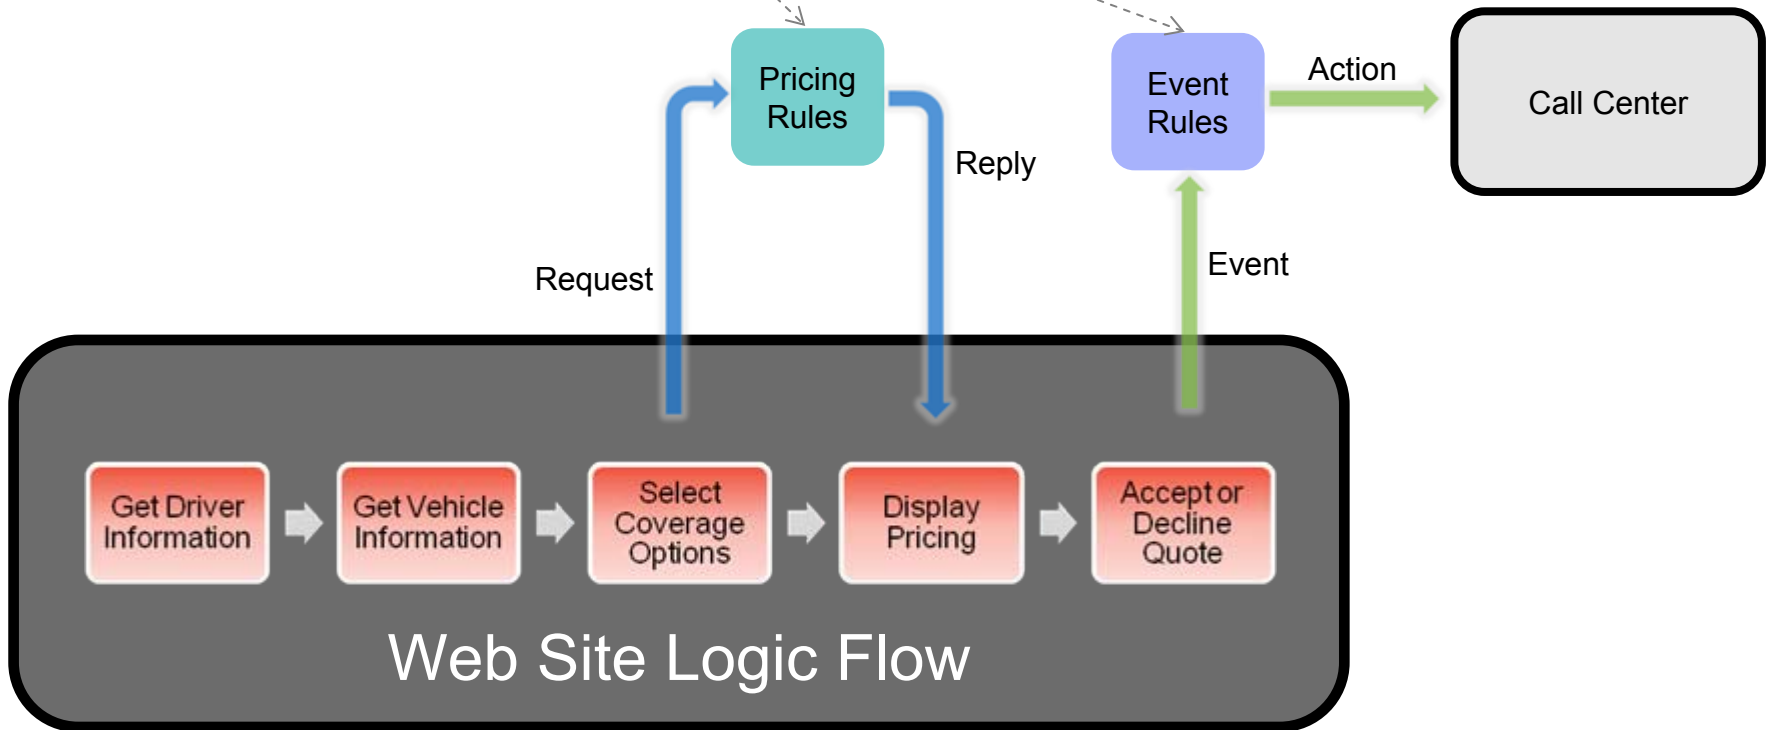 Pricing
Rules
Event
Rules
Action
Call Center
Reply
Request
Event
Get Driver
Information
Get Vehicle
Information
Select
Coverage
Options
Display
Pricing
Accept or
Decline
Quote
Web Site Logic Flow